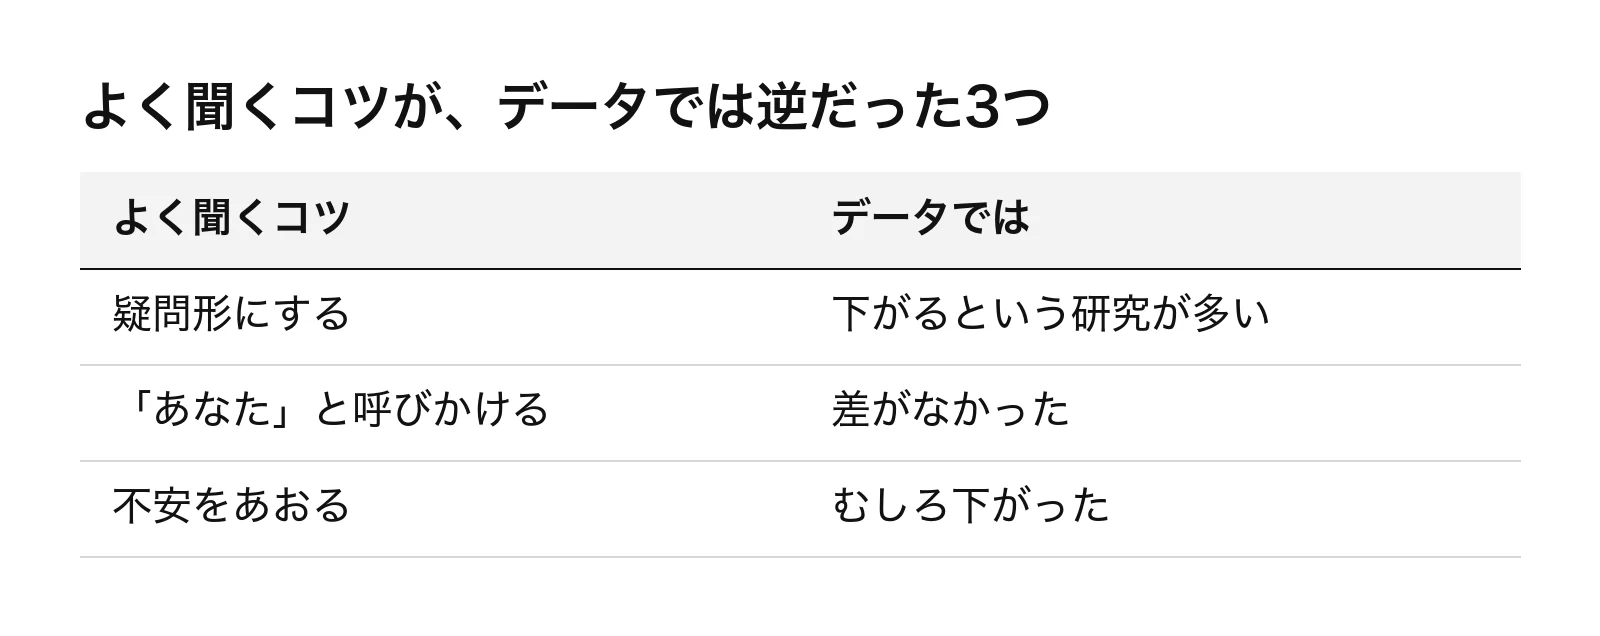 よく聞くコツが、データでは逆だった3つ
よく聞くコツ データでは
疑問形にする 下がるという研究が多い
「あなた」と呼びかける 差がなかった
不安をあおる むしろ下がった